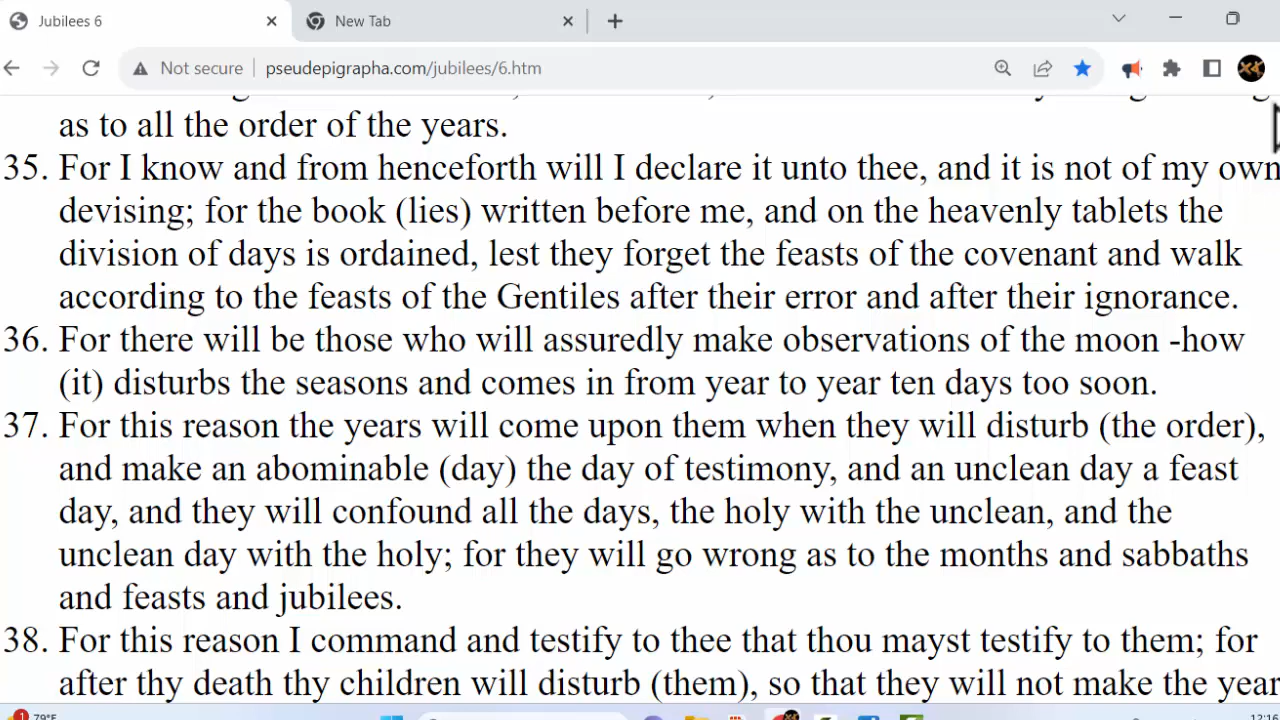 Jubilees 6
New Tab
Not secure
pseudepigrapha.com/jubilees/6.htm
as to all the order of the years.
35. For I know and from henceforth will I declare it unto thee, and it is not of my own
devising; for the book (lies) written before me, and on the heavenly tablets the
division of days is ordained, lest they forget the feasts of the covenant and walk
according to the feasts of the Gentiles after their error and after their ignorance.
36. For there will be those who will assuredly make observations of the moon -how
(it) disturbs the seasons and comes in from year to year ten days too soon.
37. For this reason the years will come upon them when they will disturb (the order),
and make an abominable (day) the day of testimony, and an unclean day a feast
day, and they will confound all the days, the holy with the unclean, and the
unclean day with the holy; for they will go wrong as to the months and sabbaths
and feasts and jubilees.
38. For this reason I command and testify to thee that thou mayst testify to them; for
after thy death thy children will disturb (them), so that they will not make the year
1
79°F
12:16